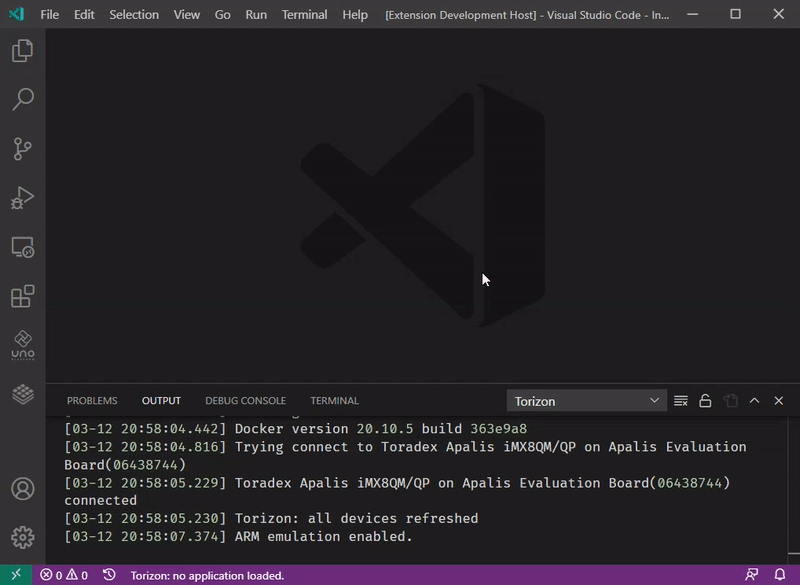 File Edit Selection View Go Run Terminal Help [Extension Development Host] - Visual Studio Code - In...
UNO
PROBLEMS OUTPUT DEBUG CONSOLE TERMINAL Torizon
[03-12 20:58:04.442] Docker version 20.10.5 build 363e9a8
[03-12 20:58:04.816] Trying connect to Toradex Apalis iMX8QM/QP on Apalis Evaluation
Board(06438744)
[03-12 20:58:05.229] Toradex Apalis iMX8QM/QP on Apalis Evaluation Board(06438744)
connected
[03-12 20:58:05.230] Torizon: all devices refreshed
[03-12 20:58:07.374] ARM emulation enabled.
0 0 Torizon: no application loaded.